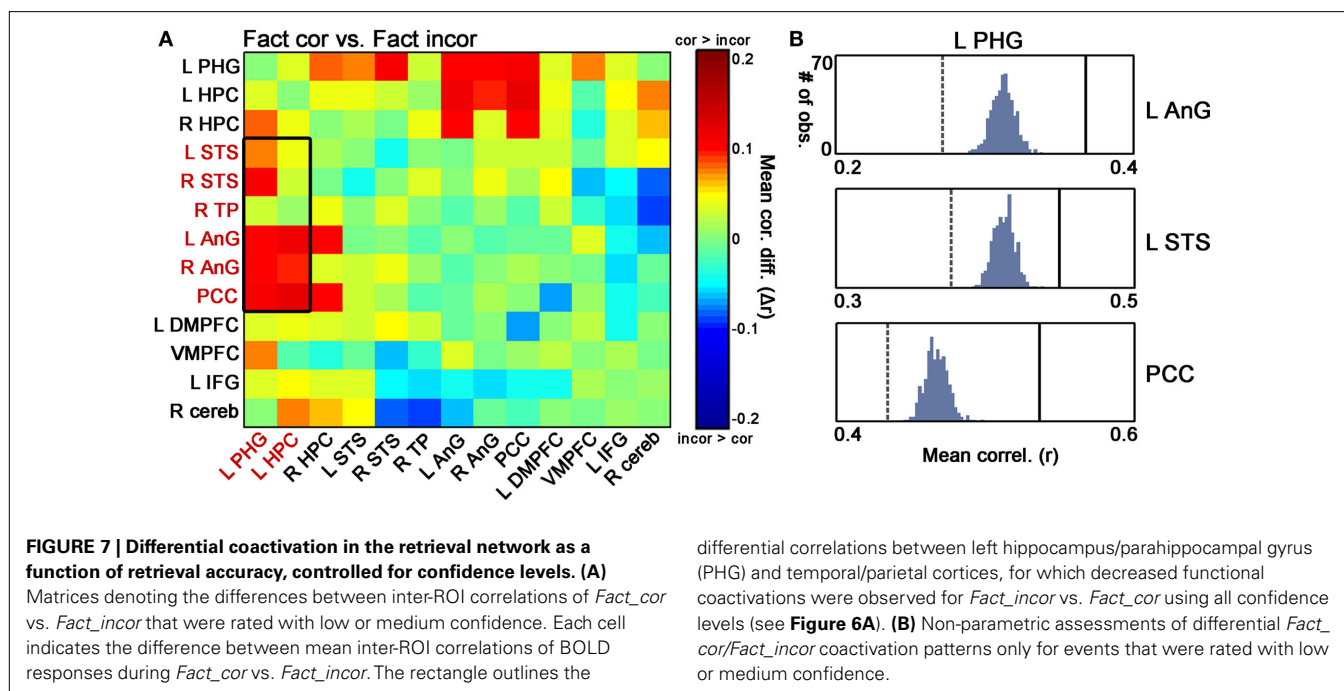 A
Fact cor vs. Fact incor
cor > incor
L PHG
L HPC
R HPC
L STS
R STS
R TP
L AnG
R AnG
PCC
L DMPFC
VMPFC
L IFG
R cereb
L PHG
L HPC
R HPC
L STS
R STS
R TP
L AnG
R AnG
PCC
L DMPFC
VMPFC
L IFG
R cereb
0.2
0.1
0
-0.1
-0.2
incor > cor
Mean cor. diff. (Δr)
B
L PHG
70
# of obs.
0
0.2
0.4
L AnG
0.3
0.5
L STS
0.4
0.6
PCC
Mean correl. (r)
FIGURE 7 | Differential coactivation in the retrieval network as a
function of retrieval accuracy, controlled for confidence levels. (A)
Matrices denoting the differences between inter-ROI correlations of Fact_cor
vs. Fact_incor that were rated with low or medium confidence. Each cell
indicates the difference between mean inter-ROI correlations of BOLD
responses during Fact_cor vs. Fact_incor. The rectangle outlines the
differential correlations between left hippocampus/parahippocampal gyrus
(PHG) and temporal/parietal cortices, for which decreased functional
coactivations were observed for Fact_incor vs. Fact_cor using all confidence
levels (see Figure 6A). (B) Non-parametric assessments of differential Fact_
cor/Fact_incor coactivation patterns only for events that were rated with low
or medium confidence.